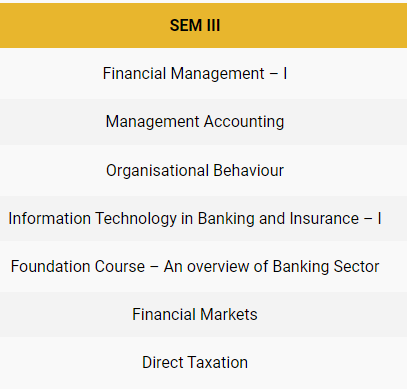 SEM III
Financial Management – I
Management Accounting
Organisational Behaviour
Information Technology in Banking and Insurance – I
Foundation Course – An overview of Banking Sector
Financial Markets
Direct Taxation